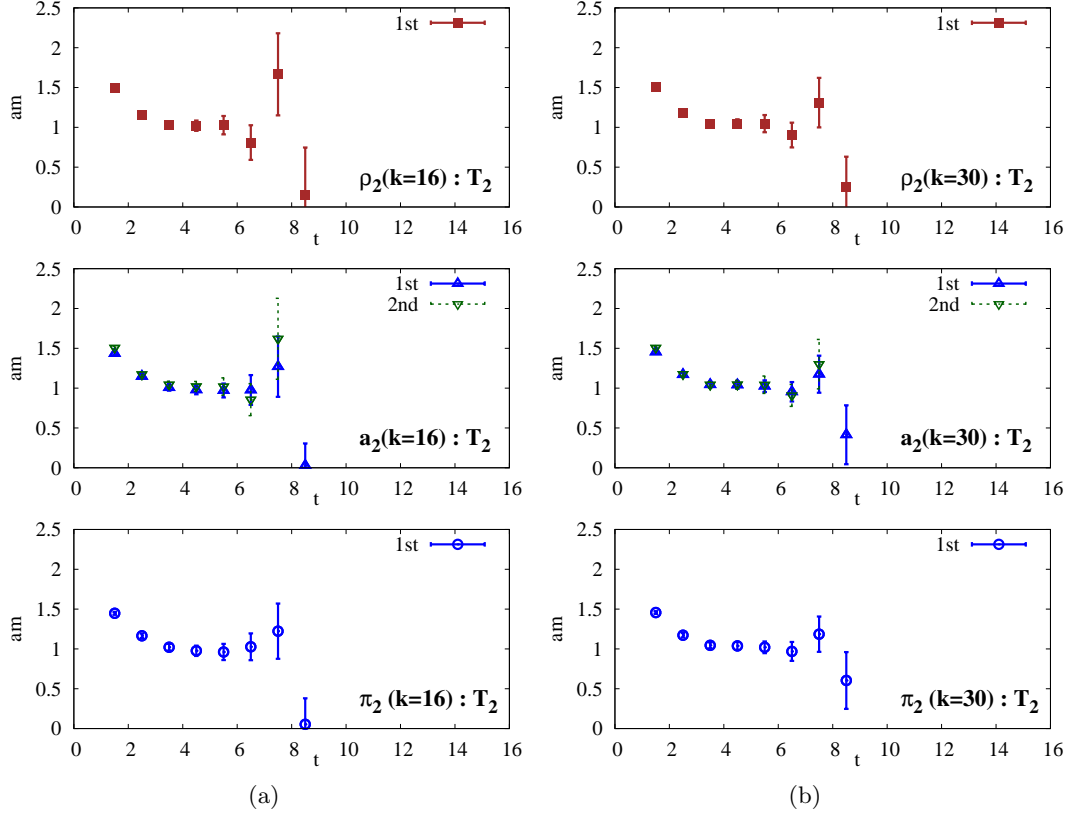 2.5
2
1.5
1
0.5
0
am
1st
ρ2(k=16) : T2
0 2 4 6 8 10 12 14 16
t
2.5
2
1.5
1
0.5
0
am
1st
ρ2(k=30) : T2
0 2 4 6 8 10 12 14 16
t
2.5
2
1.5
1
0.5
0
am
1st
2nd
a2(k=16) : T2
0 2 4 6 8 10 12 14 16
t
2.5
2
1.5
1
0.5
0
am
1st
2nd
a2(k=30) : T2
0 2 4 6 8 10 12 14 16
t
2.5
2
1.5
1
0.5
0
am
1st
π2 (k=16) : T2
0 2 4 6 8 10 12 14 16
t
2.5
2
1.5
1
0.5
0
am
1st
π2 (k=30) : T2
0 2 4 6 8 10 12 14 16
t
(a)
(b)